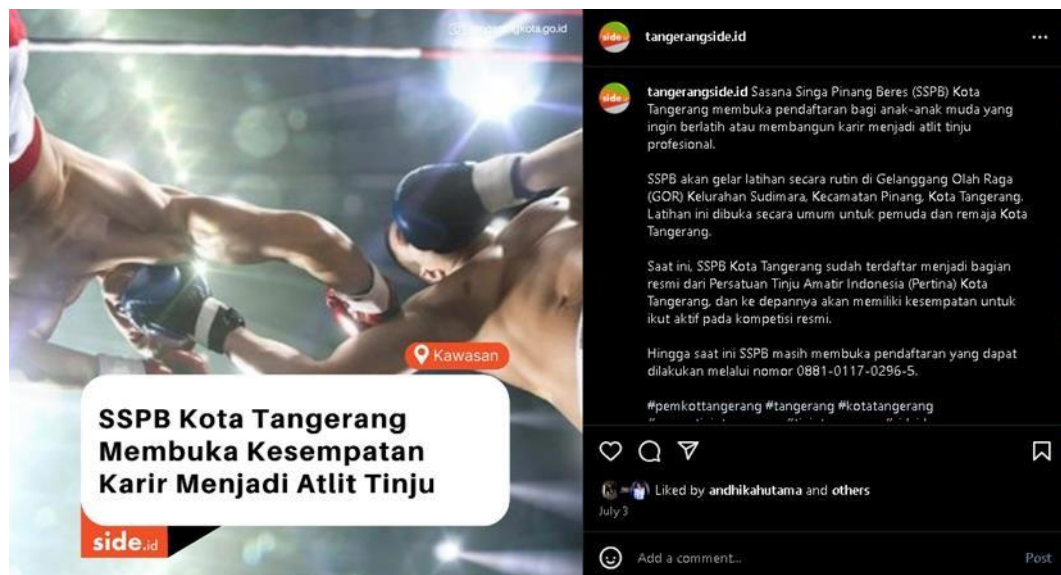 tangerangkota.go.id
Kawasan
SSPB Kota Tangerang
Membuka Kesempatan
Karir Menjadi Atlit Tinju
side.id
side
tangerangside.id
side
tangerangside.id Sasana Singa Pinang Beres (SSPB) Kota
Tangerang membuka pendaftaran bagi anak-anak muda yang
ingin berlatih atau membangun karir menjadi atlit tinju
profesional.
SSPB akan gelar latihan secara rutin di Gelanggang Olah Raga
(GOR) Kelurahan Sudimara, Kecamatan Pinang, Kota Tangerang.
Latihan ini dibuka secara umum untuk pemuda dan remaja Kota
Tangerang.
Saat ini, SSPB Kota Tangerang sudah terdaftar menjadi bagian
resmi dari Persatuan Tinju Amatir Indonesia (Pertina) Kota
Tangerang, dan ke depannya akan memiliki kesempatan untuk
ikut aktif pada kompetisi resmi.
Hingga saat ini SSPB masih membuka pendaftaran yang dapat
dilakukan melalui nomor 0881-0117-0296-5.
#pemkottangerang #tangerang #kotatangerang
Liked by andhikahutama and others
July 3
Add a comment...
Post